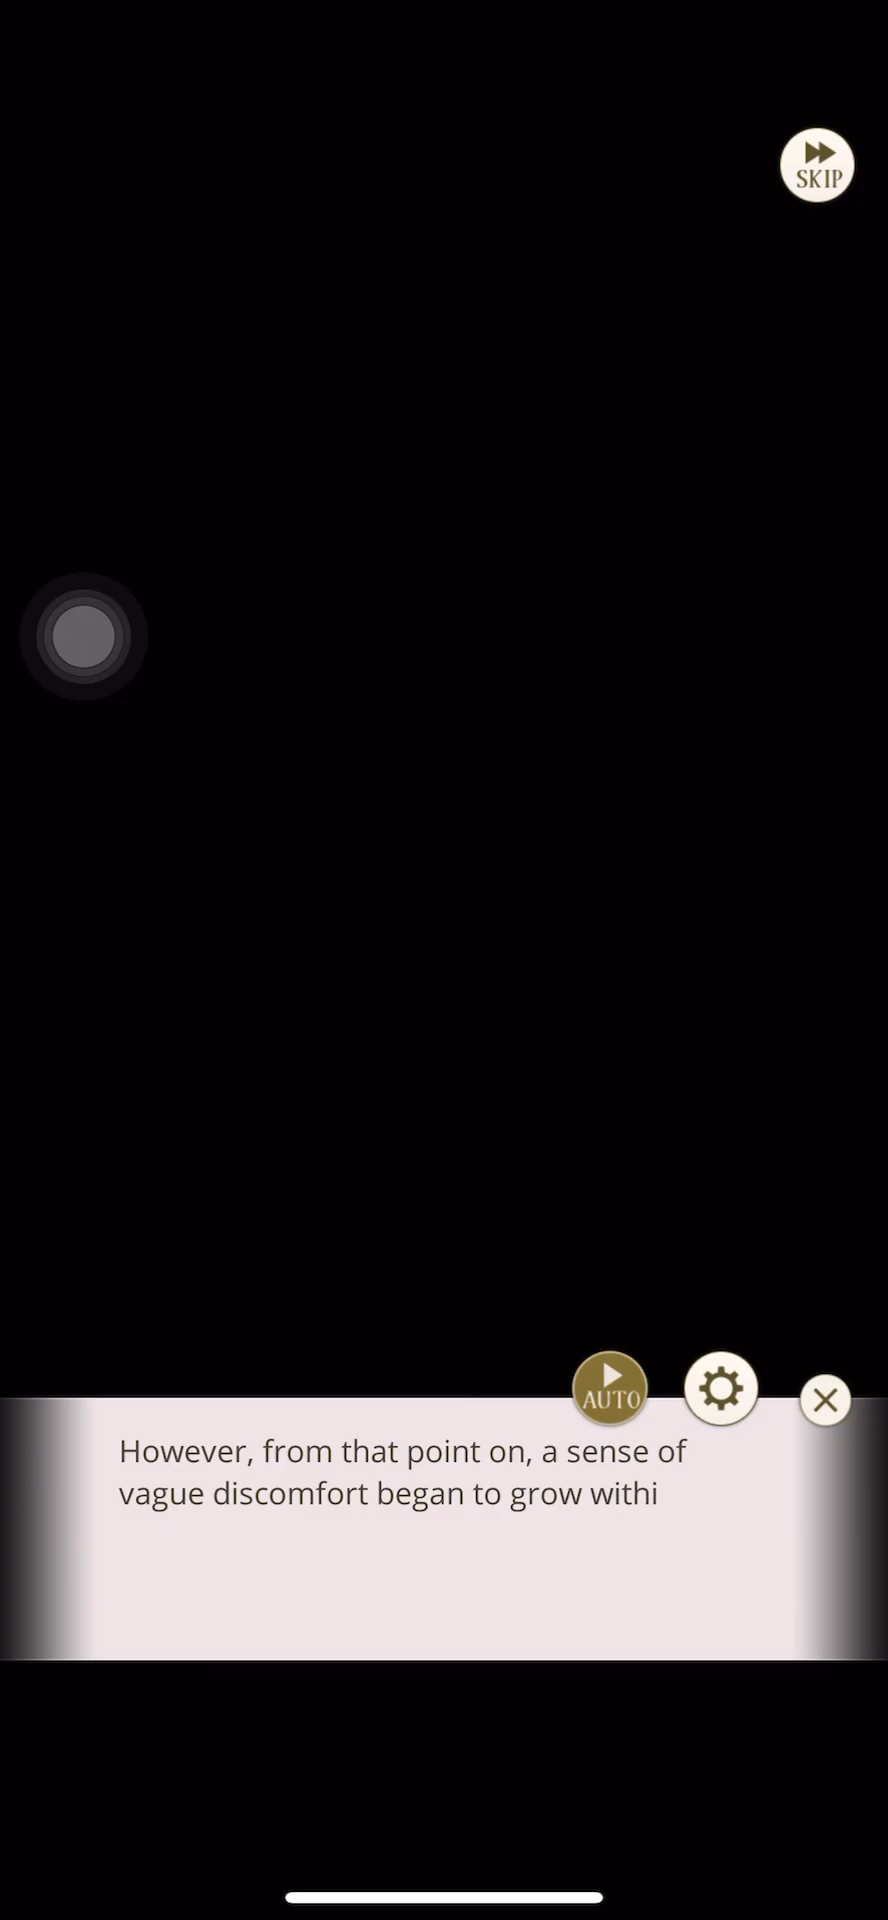 SKIP
AUTO
However, from that point on, a sense of
vague discomfort began to grow withi